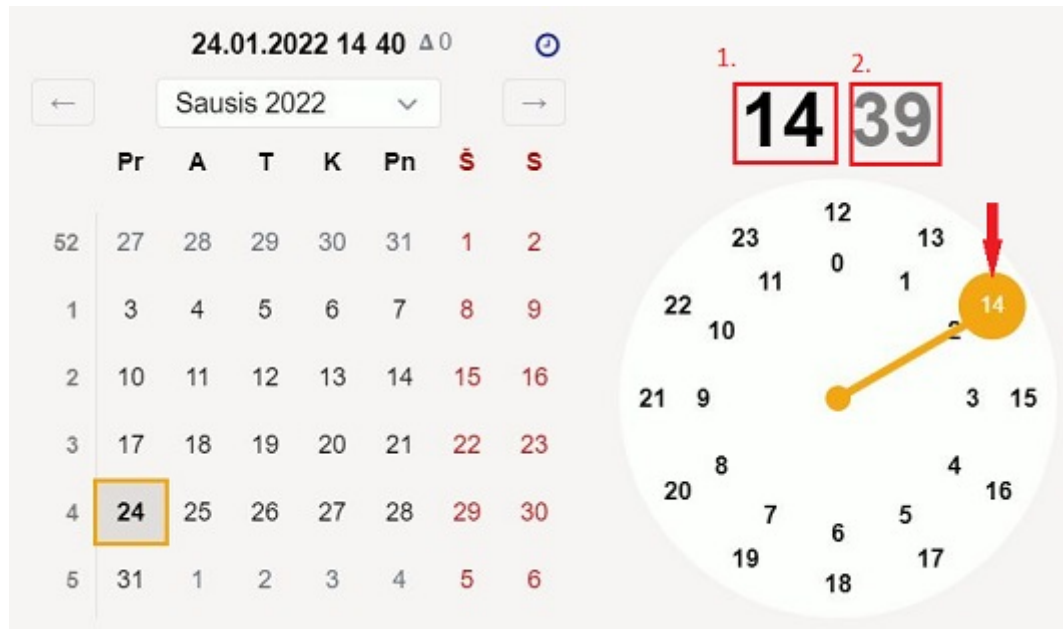 24.01.2022 14 40 Δ 0
← Sausis 2022 →
Pr A T K Pn Š S
52 27 28 29 30 31 1 2
1 3 4 5 6 7 8 9
2 10 11 12 13 14 15 16
3 17 18 19 20 21 22 23
4 24 25 26 27 28 29 30
5 31 1 2 3 4 5 6
1. 2.
14 39
12
23 13
0
11 1
22 14
10 2
21 9 3 15
8 4
20 16
7 5
6
19 17
18